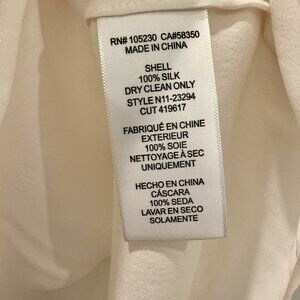 RN# 105230 CA#58350
MADE IN CHINA
SHELL
100% SILK
DRY CLEAN ONLY
STYLE N11-23294
CUT 419617
FABRIQUÉ EN CHINE
EXTERIEUR
100% SOIE
NETTOYAGE À SEC
UNIQUEMENT
HECHO EN CHINA
CÁSCARA
100% SEDA
LAVAR EN SECO
SOLAMENTE